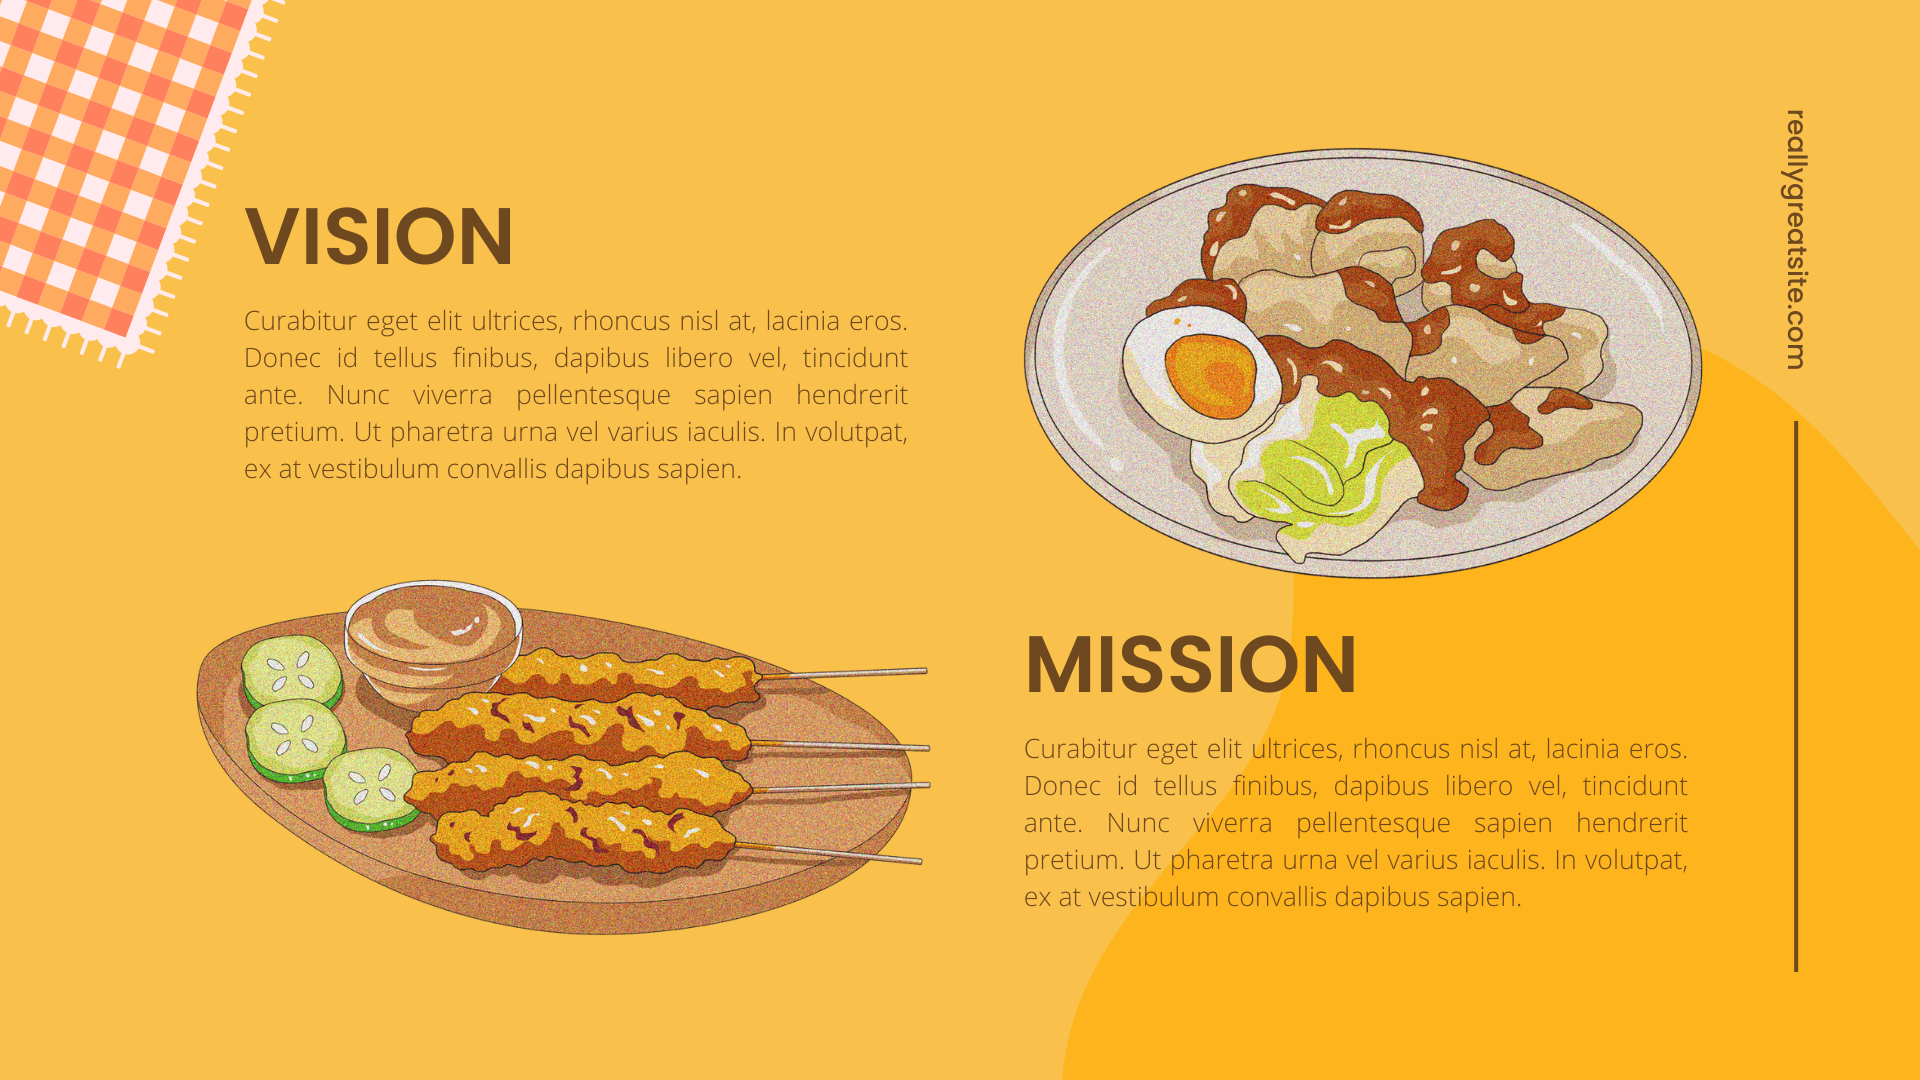 VISION
Curabitur eget elit ultrices, rhoncus nisl at, lacinia eros.
Donec id tellus finibus, dapibus libero vel, tincidunt
ante. Nunc viverra pellentesque sapien hendrerit
pretium. Ut pharetra urna vel varius iaculis. In volutpat,
ex at vestibulum convallis dapibus sapien.
MISSION
Curabitur eget elit ultrices, rhoncus nisl at, lacinia eros.
Donec id tellus finibus, dapibus libero vel, tincidunt
ante. Nunc viverra pellentesque sapien hendrerit
pretium. Ut pharetra urna vel varius iaculis. In volutpat,
ex at vestibulum convallis dapibus sapien.
reallygreatsite.com